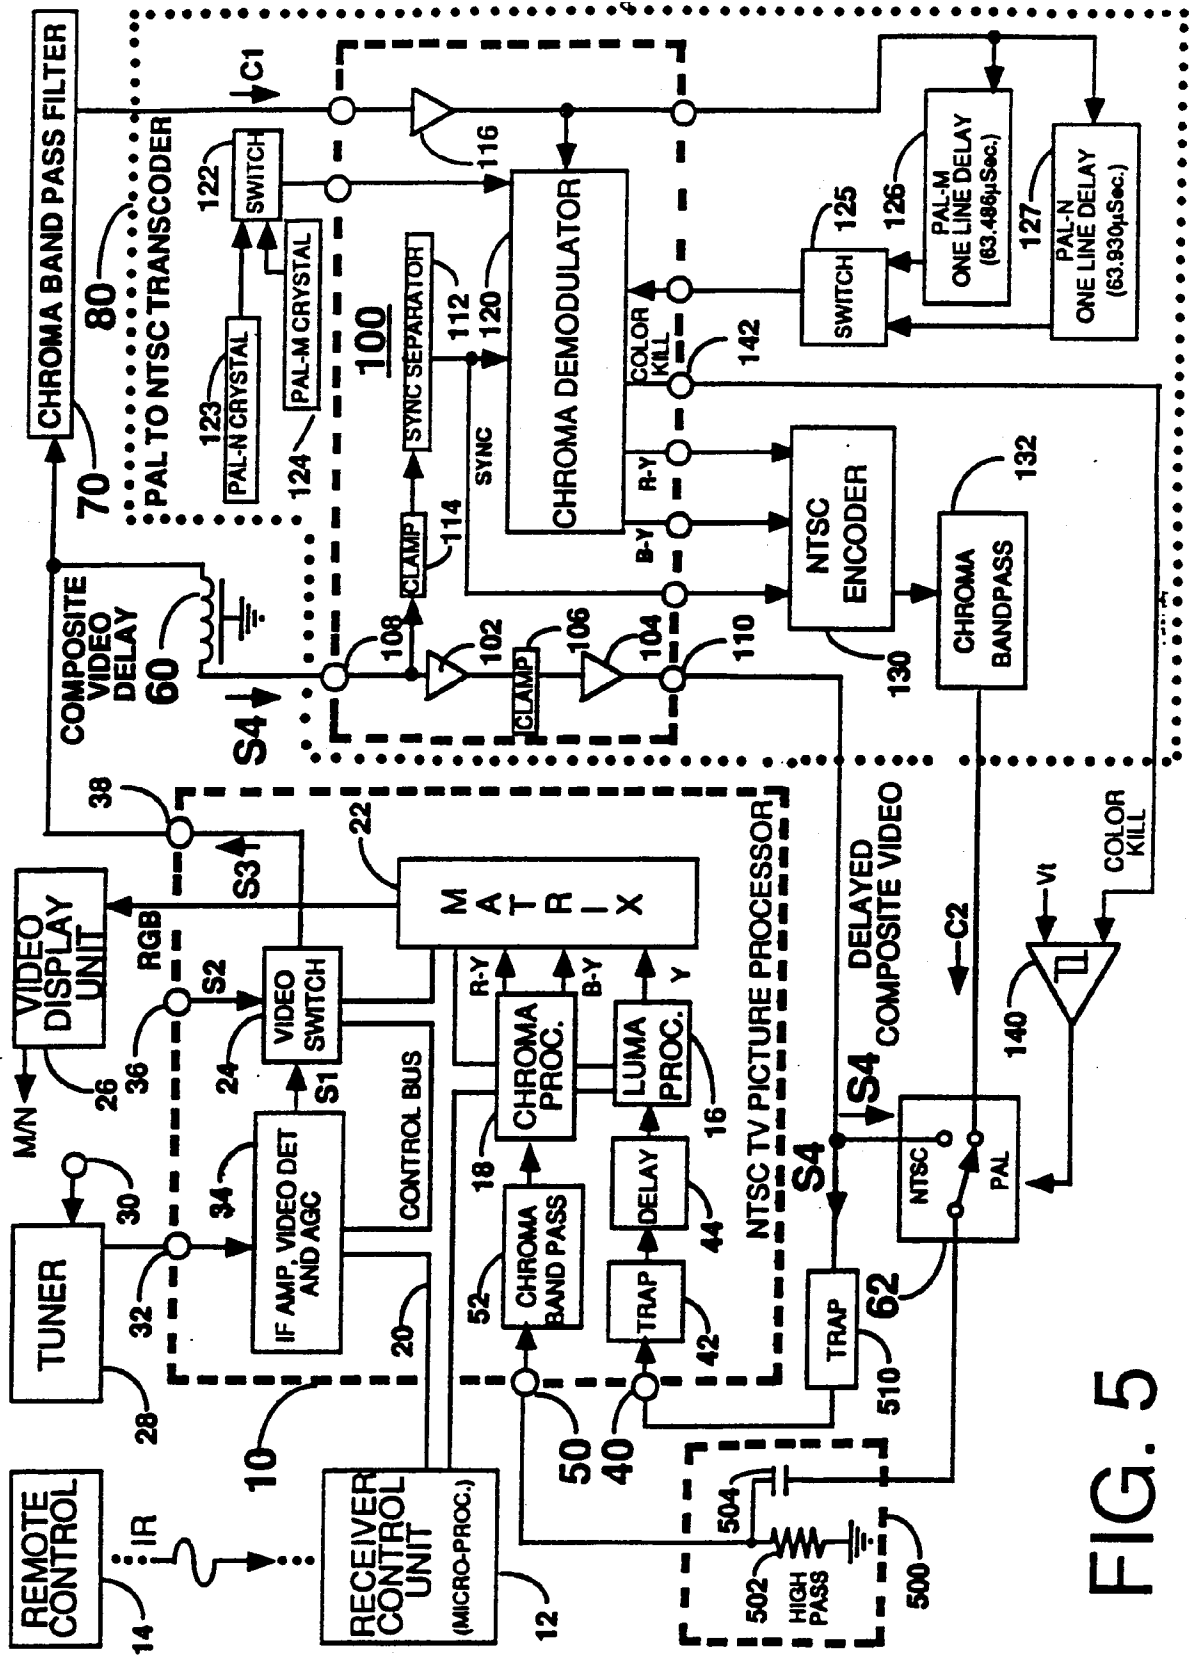 REMOTE
CONTROL
14
IR
RECEIVER
CONTROL
UNIT
(MICRO-PROC.)
12
TUNER
28
30
M/N
VIDEO
DISPLAY
UNIT
26
RGB
10
32
IF AMP, VIDEO DET
AND AGC
34
S1
36
S2
24
VIDEO
SWITCH
S3
38
20
CONTROL BUS
22
M
A
T
R
I
X
R-Y
B-Y
Y
50
52
CHROMA
BAND PASS
18
CHROMA
PROC.
40
TRAP
42
DELAY
44
LUMA
PROC.
16
NTSC TV PICTURE PROCESSOR
COMPOSITE
VIDEO
DELAY
60
S4
70
CHROMA BAND PASS FILTER
80
PAL TO NTSC TRANSCODER
C1
123
PAL-N CRYSTAL
124
PAL-M CRYSTAL
122
SWITCH
100
108
CLAMP
114
SYNC SEPARATOR
112
116
102
CLAMP
106
104
110
SYNC
120
CHROMA DEMODULATOR
B-Y
R-Y
COLOR
KILL
142
125
SWITCH
126
PAL-M
ONE LINE DELAY
(63.486µSec.)
127
PAL-N
ONE LINE DELAY
(63.930µSec.)
NTSC
ENCODER
130
CHROMA
BANDPASS
132
DELAYED
COMPOSITE VIDEO
S4
S4
C2
Vt
COLOR
KILL
140
NTSC
PAL
62
TRAP
510
504
502
HIGH
PASS
500
FIG. 5